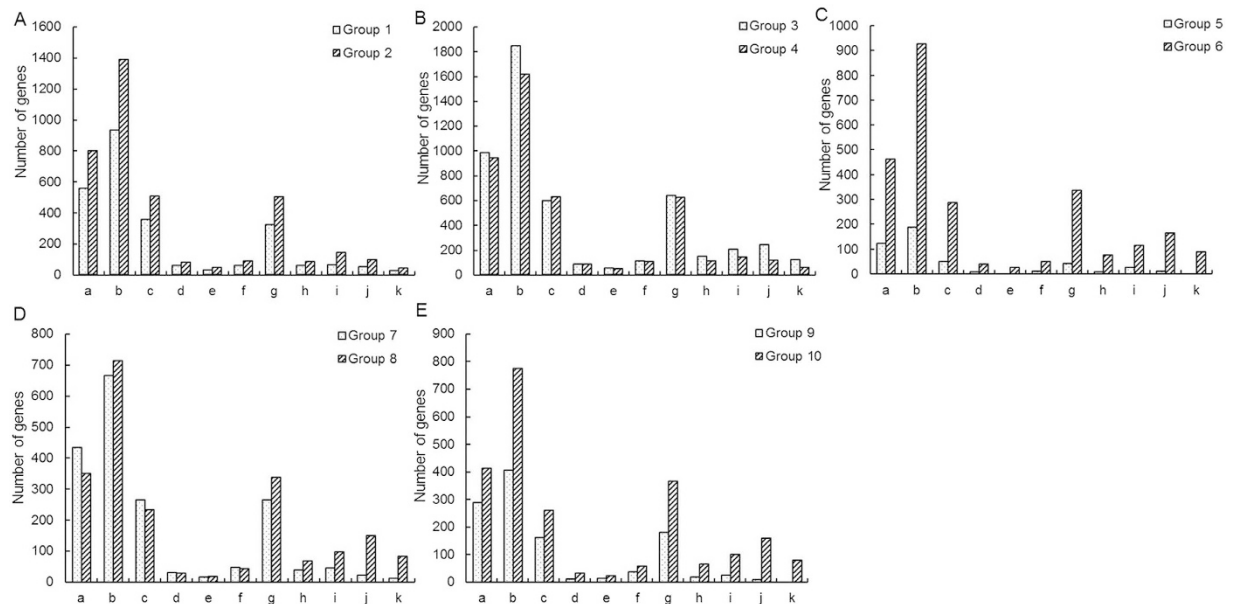 A
Number of genes
1600
1400
1200
1000
800
600
400
200
0
a b c d e f g h i j k
Group 1
Group 2
B
Number of genes
2000
1800
1600
1400
1200
1000
800
600
400
200
0
a b c d e f g h i j k
Group 3
Group 4
C
Number of genes
1000
900
800
700
600
500
400
300
200
100
0
a b c d e f g h i j k
Group 5
Group 6
D
Number of genes
800
700
600
500
400
300
200
100
0
a b c d e f g h i j k
Group 7
Group 8
E
Number of genes
900
800
700
600
500
400
300
200
100
0
a b c d e f g h i j k
Group 9
Group 10